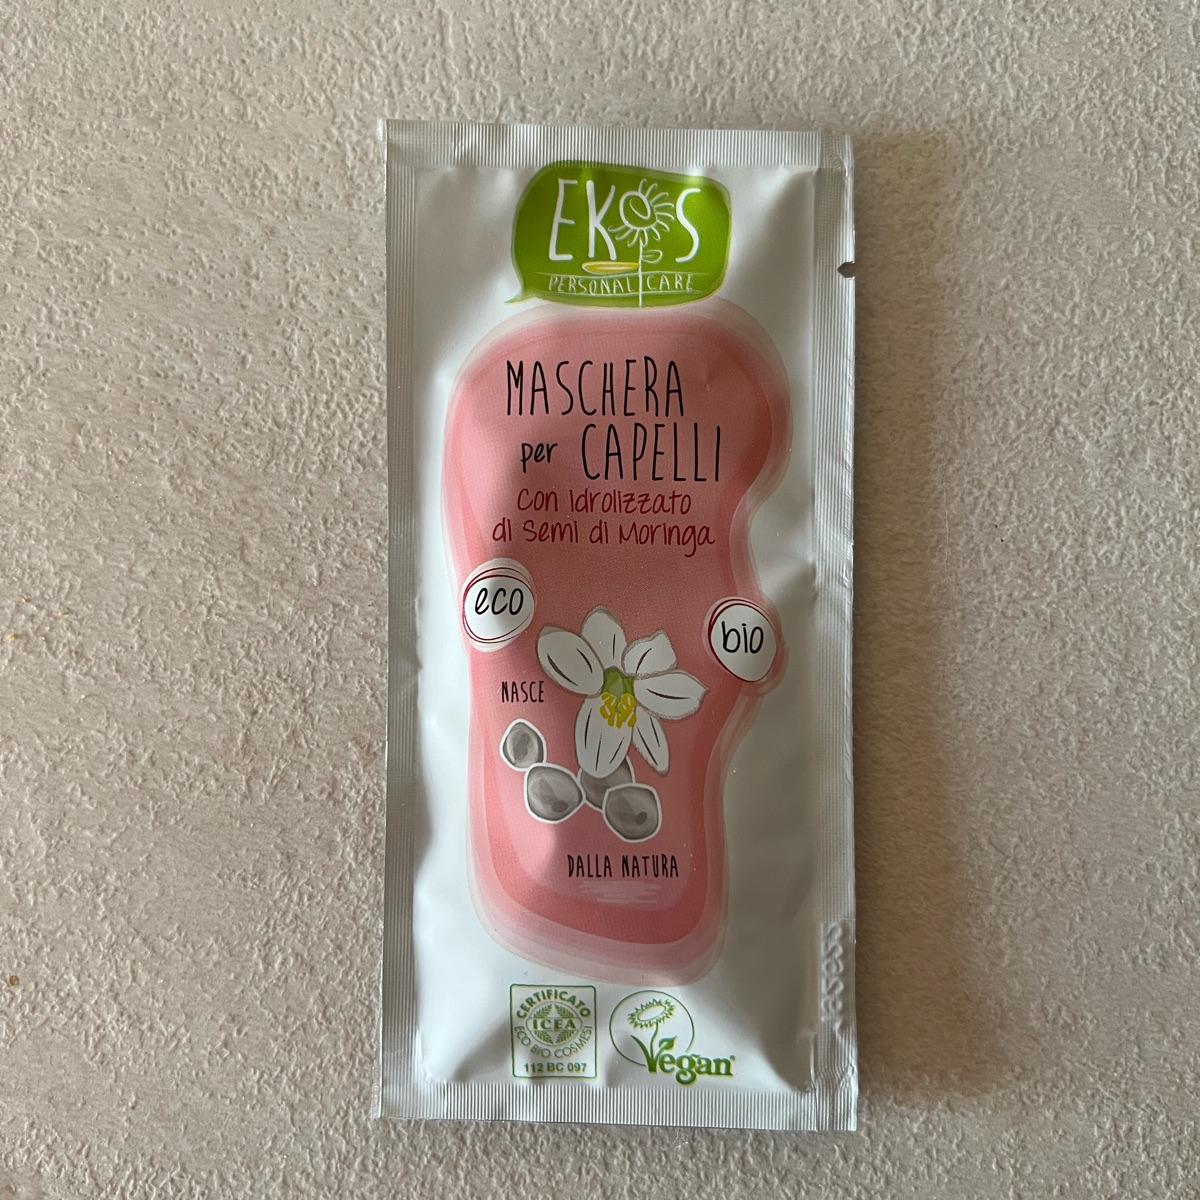 EKOS
PERSONAL CARE
MASCHERA
per CAPELLI
con Idrolizzato
di Semi di Moringa
eco
bio
NASCE
DALLA NATURA
CERTIFICATO
ICEA
ECO BIO COSMESI
112 BC 097
Vegan